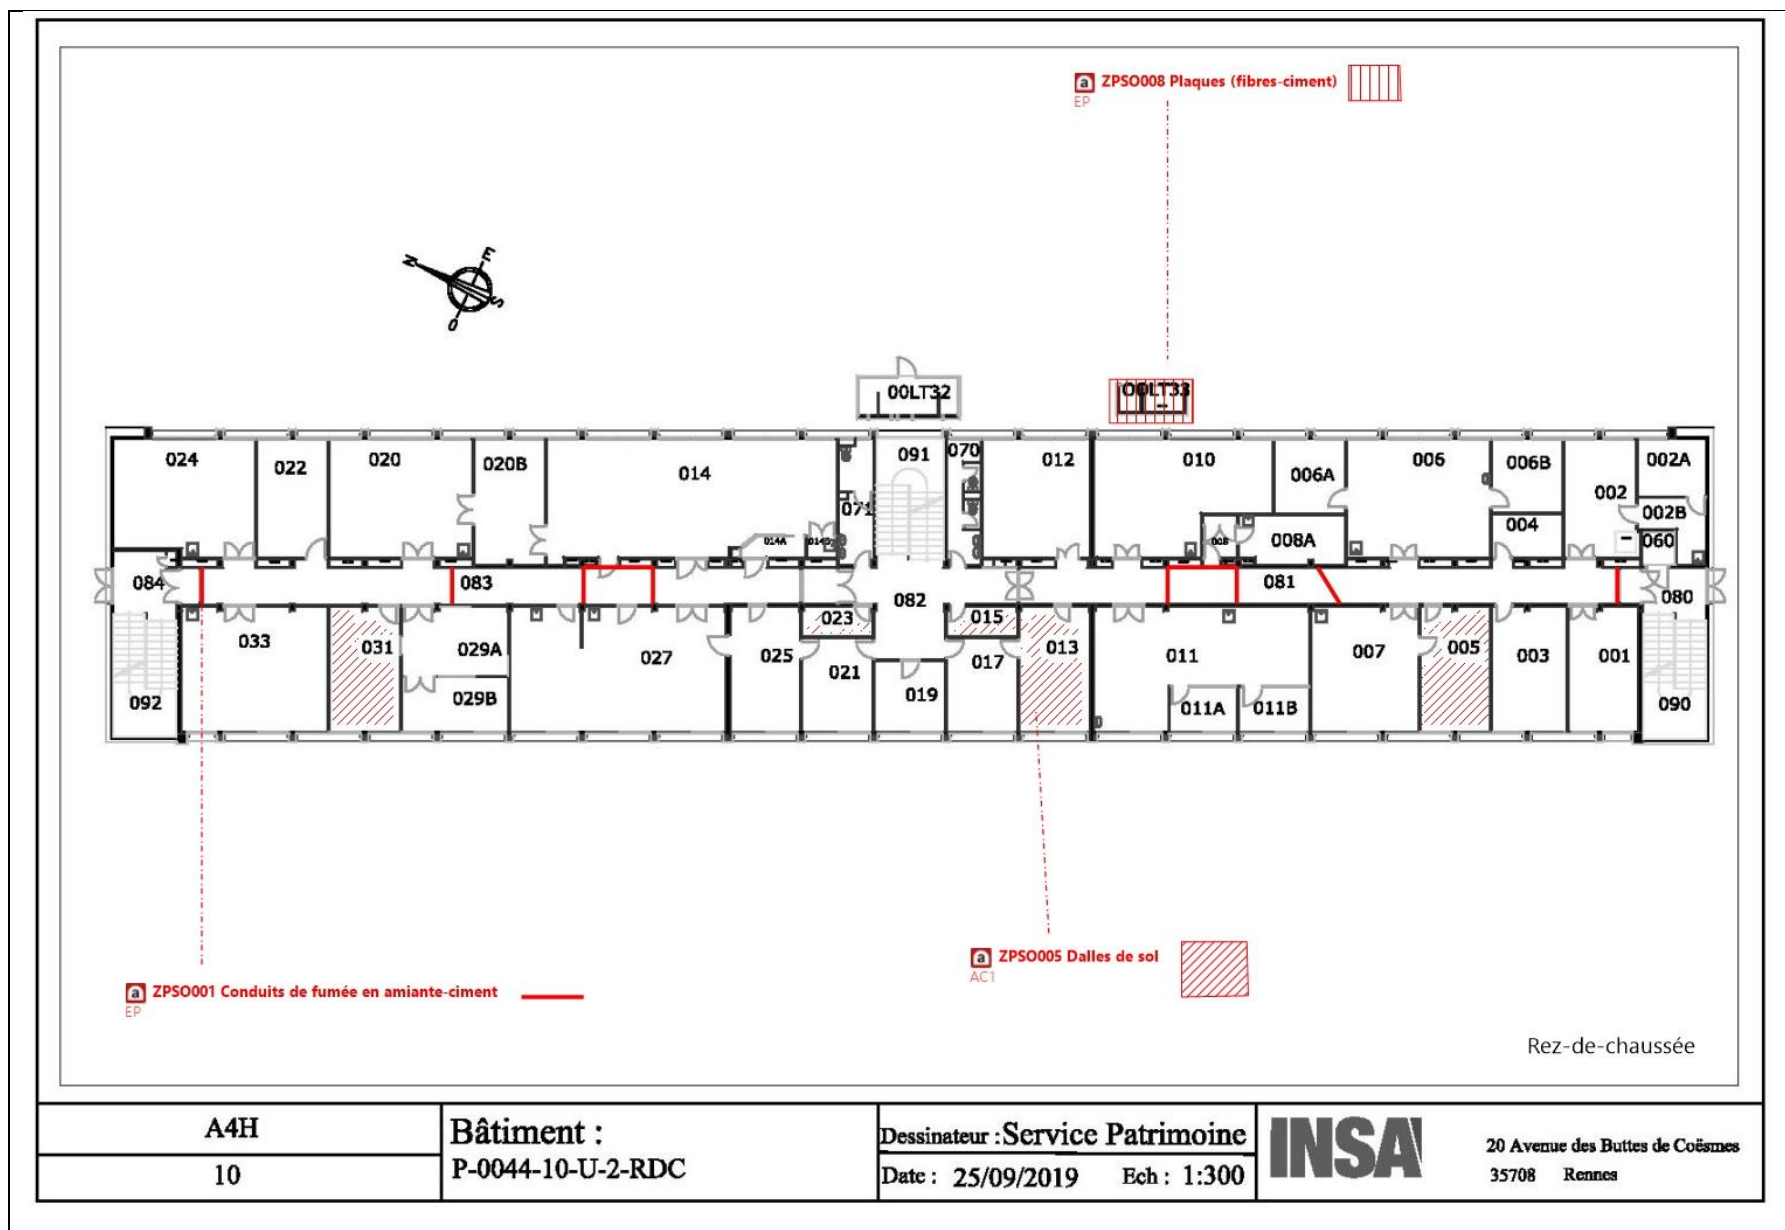 a ZPSO008 Plaques (fibres-ciment)
EP
N
E
S
O
00LT32
00LT33
024
022
020
020B
014
071
091
070
012
010
006A
006
006B
002
002A
002B
004
008A
014A
060
084
083
082
081
080
033
031
029A
029B
027
025
023
021
019
017
015
013
011
011A
011B
007
005
003
001
092
090
a ZPSO005 Dalles de sol
AC1
a ZPSO001 Conduits de fumée en amiante-ciment
EP
Rez-de-chaussée
A4H
10
Bâtiment :
P-0044-10-U-2-RDC
Dessinateur : Service Patrimoine
Date : 25/09/2019 Ech : 1:300
INSA
20 Avenue des Buttes de Coësmes
35708 Rennes